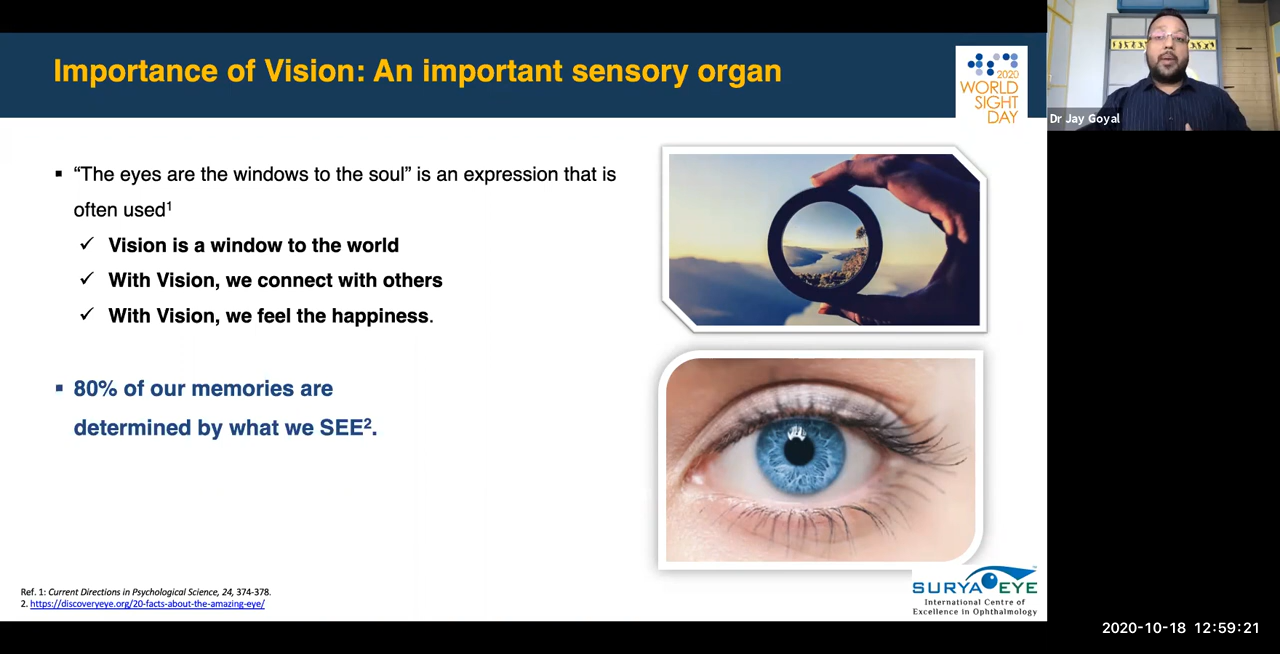 Importance of Vision: An important sensory organ
2020
WORLD
SIGHT
DAY
Dr Jay Goyal
▪ “The eyes are the windows to the soul” is an expression that is
often used¹
✓ Vision is a window to the world
✓ With Vision, we connect with others
✓ With Vision, we feel the happiness.
▪ 80% of our memories are
determined by what we SEE².
Ref. 1: Current Directions in Psychological Science, 24, 374-378.
2. https://discoveryeye.org/20-facts-about-the-amazing-eye/
SURYA EYE
International Centre of
Excellence in Ophthalmology
2020-10-18 12:59:21